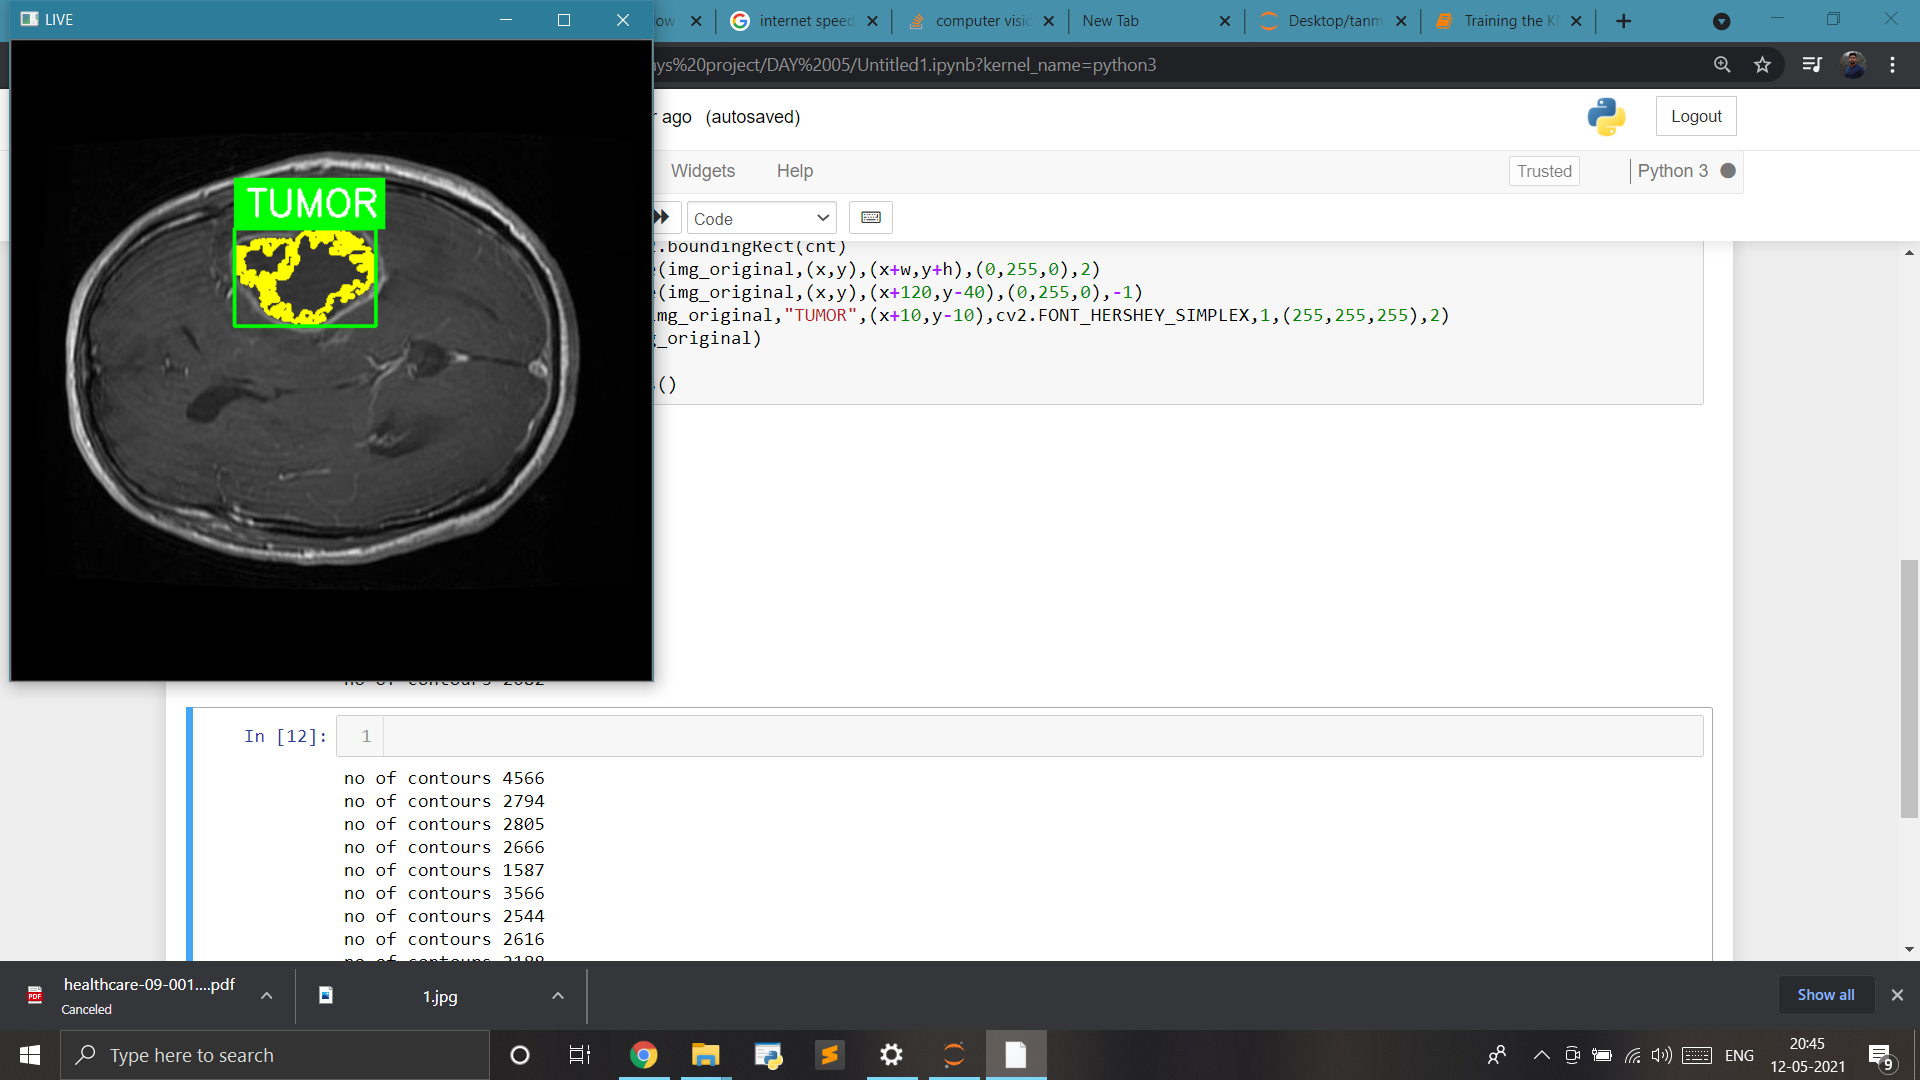 LIVE
internet speed
computer visio
New Tab
Desktop/tanm
Training the K
ays%20project/DAY%2005/Untitled1.ipynb?kernel_name=python3
ago (autosaved)
Logout
Widgets Help
Trusted
Python 3
Code
TUMOR
.boundingRect(cnt)
(img_original,(x,y),(x+w,y+h),(0,255,0),2)
(img_original,(x,y),(x+120,y-40),(0,255,0),-1)
mg_original,"TUMOR",(x+10,y-10),cv2.FONT_HERSHEY_SIMPLEX,1,(255,255,255),2)
_original)
()
In [12]:
1
no of contours 4566
no of contours 2794
no of contours 2805
no of contours 2666
no of contours 1587
no of contours 3566
no of contours 2544
no of contours 2616
healthcare-09-001....pdf
Canceled
1.jpg
Show all
Type here to search
ENG
20:45
12-05-2021
9